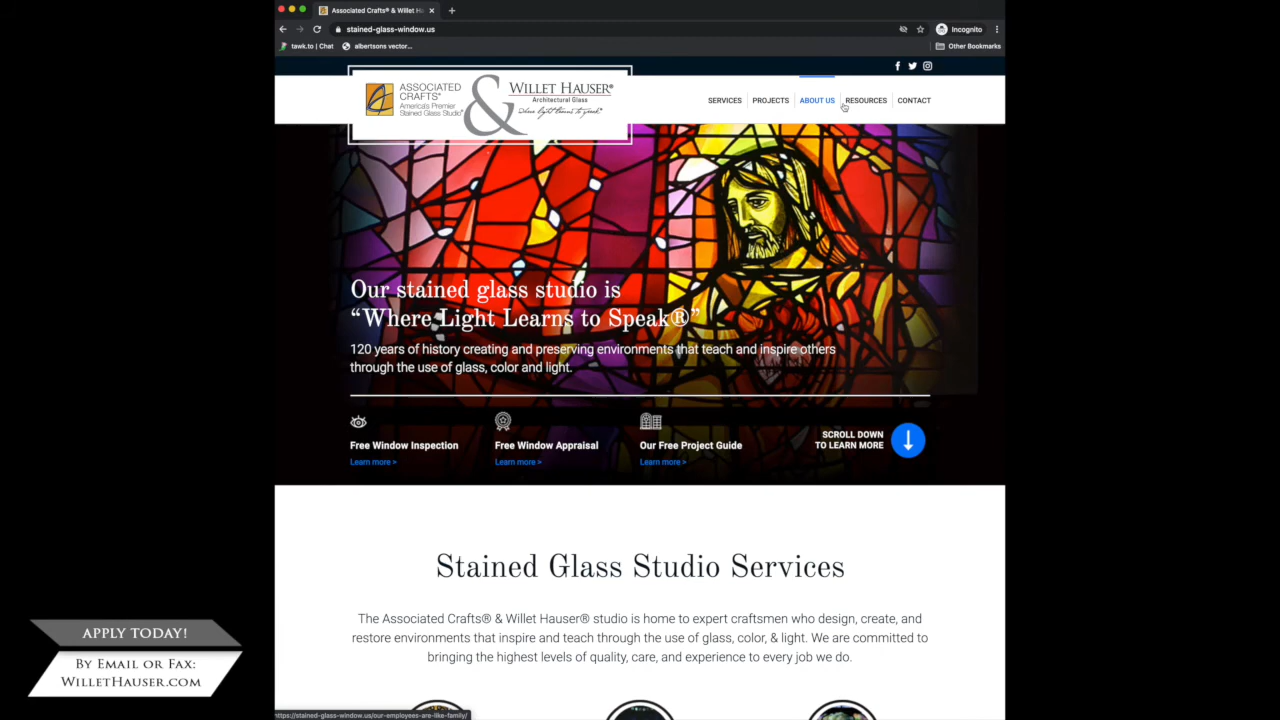 Associated Crafts® & Willet H
stained-glass-window.us
Incognito
tawk.to | Chat
albertsons vector...
Other Bookmarks
ASSOCIATED
CRAFTS®
America's Premier
Stained Glass Studio®
&
WILLET HAUSER®
Architectural Glass
Where light learns to speak®
SERVICES
PROJECTS
ABOUT US
RESOURCES
CONTACT
Our stained glass studio is
“Where Light Learns to Speak®”
120 years of history creating and preserving environments that teach and inspire others
through the use of glass, color and light.
Free Window Inspection
Learn more >
Free Window Appraisal
Learn more >
Our Free Project Guide
Learn more >
SCROLL DOWN
TO LEARN MORE
Stained Glass Studio Services
The Associated Crafts® & Willet Hauser® studio is home to expert craftsmen who design, create, and
restore environments that inspire and teach through the use of glass, color, & light. We are committed to
bringing the highest levels of quality, care, and experience to every job we do.
APPLY TODAY!
BY EMAIL OR FAX:
WILLETHAUSER.COM
https://stained-glass-window.us/our-employees-are-like-family/